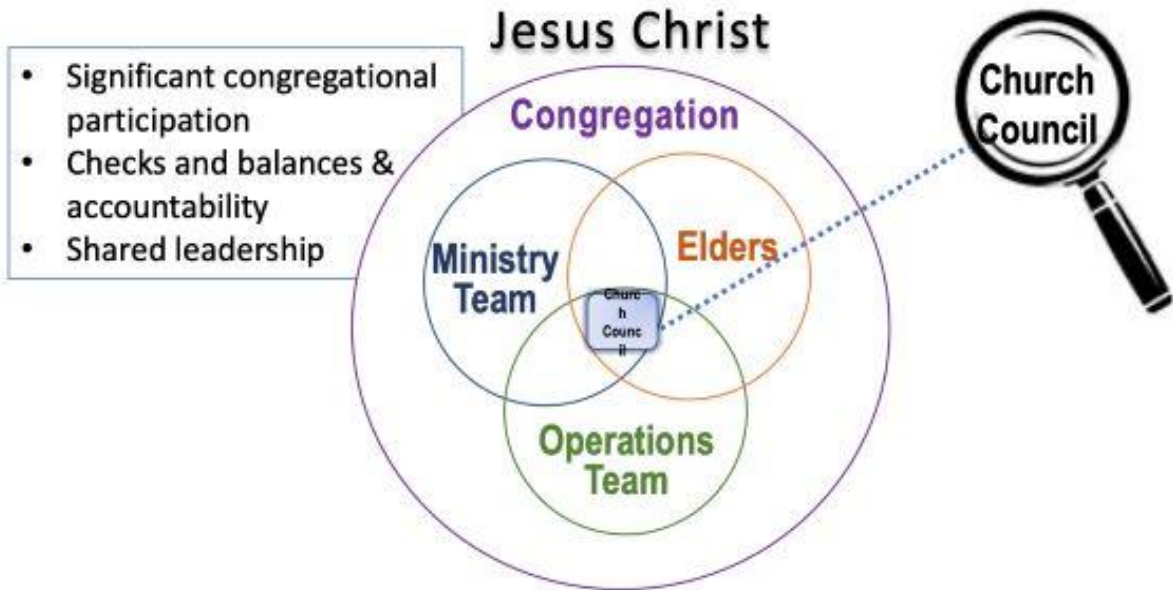 Jesus Christ
• Significant congregational
participation
• Checks and balances &
accountability
• Shared leadership
Congregation
Ministry
Team
Elders
Churc
h
Counc
il
Operations
Team
Church
Council